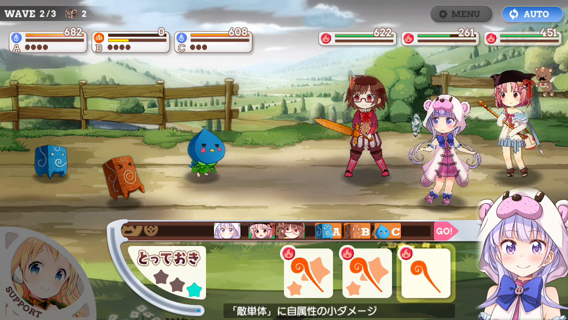 WAVE 2/3 2
MENU
AUTO
682
A
0
B
608
C
622
261
451
A B C GO!
とっておき
SUPPORT
「敵単体」に自属性の小ダメージ